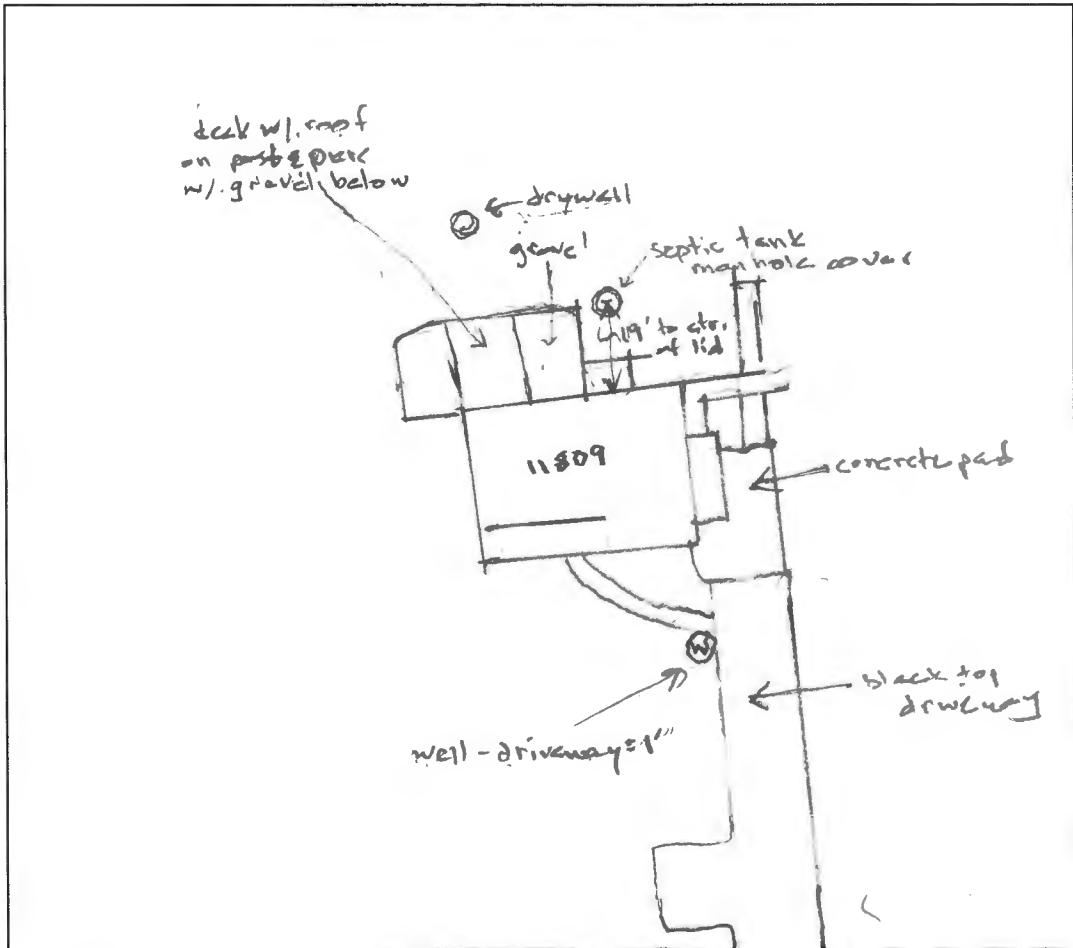 deck w/. roof
on post & pier
w/. gravel below
drywell
gravel
septic tank
manhole cover
19' to ctr.
of lid
11809
concrete pad
W
black top
driveway
well - driveway =